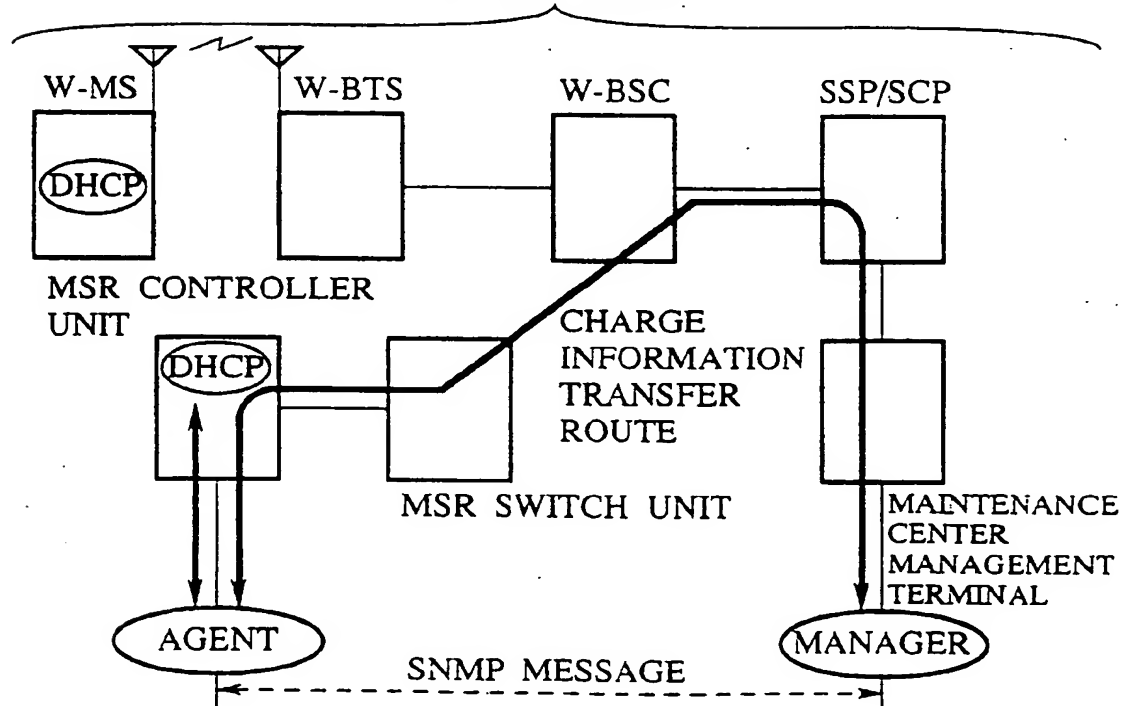 W-MS
W-BTS
W-BSC
SSP/SCP
DHCP
MSR CONTROLLER
UNIT
DHCP
CHARGE
INFORMATION
TRANSFER
ROUTE
MSR SWITCH UNIT
MAINTENANCE
CENTER
MANAGEMENT
TERMINAL
AGENT
MANAGER
SNMP MESSAGE